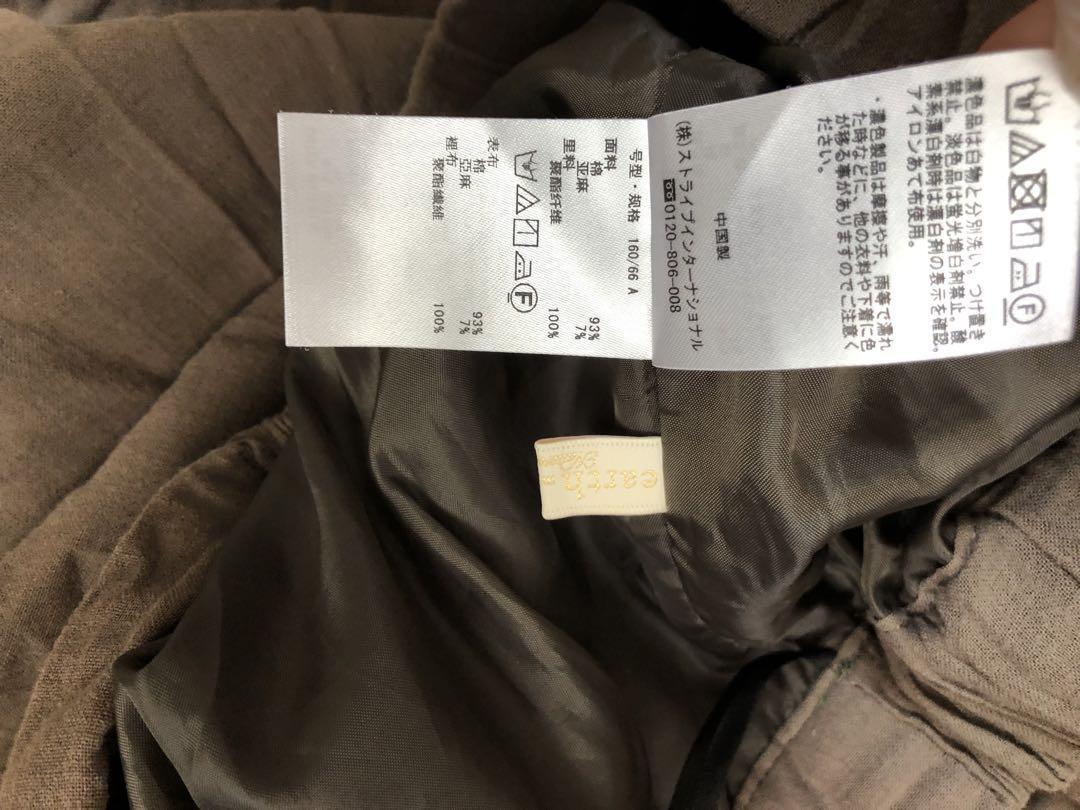 号型・规格 160/66 A
面料
棉 93%
亚麻 7%
里料
聚酯纤维 100%
F
表布
棉 93%
亞麻 7%
裡布
聚酯纖維 100%
F
濃色品は白物と分別洗い。つけ置き
禁止。淡色品は蛍光増白剤禁止 酸
素系漂白剤時は漂白剤の表示を確認。
アイロンあて布使用。
・濃色製品は摩擦や汗、雨等で濡れ
た時などに、他の衣料や下着に色
が移る事がありますのでご注意く
ださい。
中国製
(株)ストライプインターナショナル
0120-806-008
earth